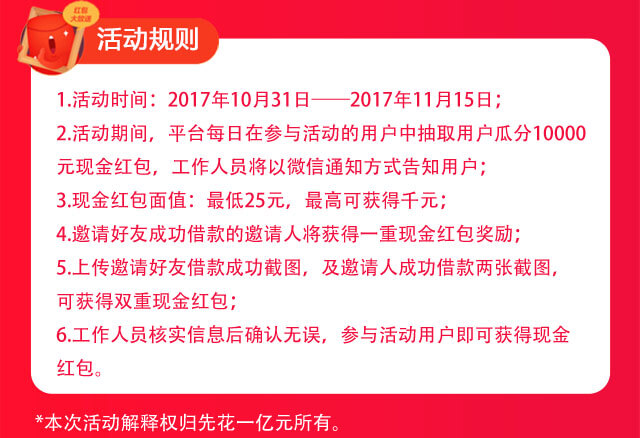 红包
大放送
活动规则
1.活动时间：2017年10月31日——2017年11月15日；
2.活动期间，平台每日在参与活动的用户中抽取用户瓜分10000
元现金红包，工作人员将以微信通知方式告知用户；
3.现金红包面值：最低25元，最高可获得千元；
4.邀请好友成功借款的邀请人将获得一重现金红包奖励；
5.上传邀请好友借款成功截图，及邀请人成功借款两张截图，
可获得双重现金红包；
6.工作人员核实信息后确认无误，参与活动用户即可获得现金
红包。
*本次活动解释权归先花一亿元所有。